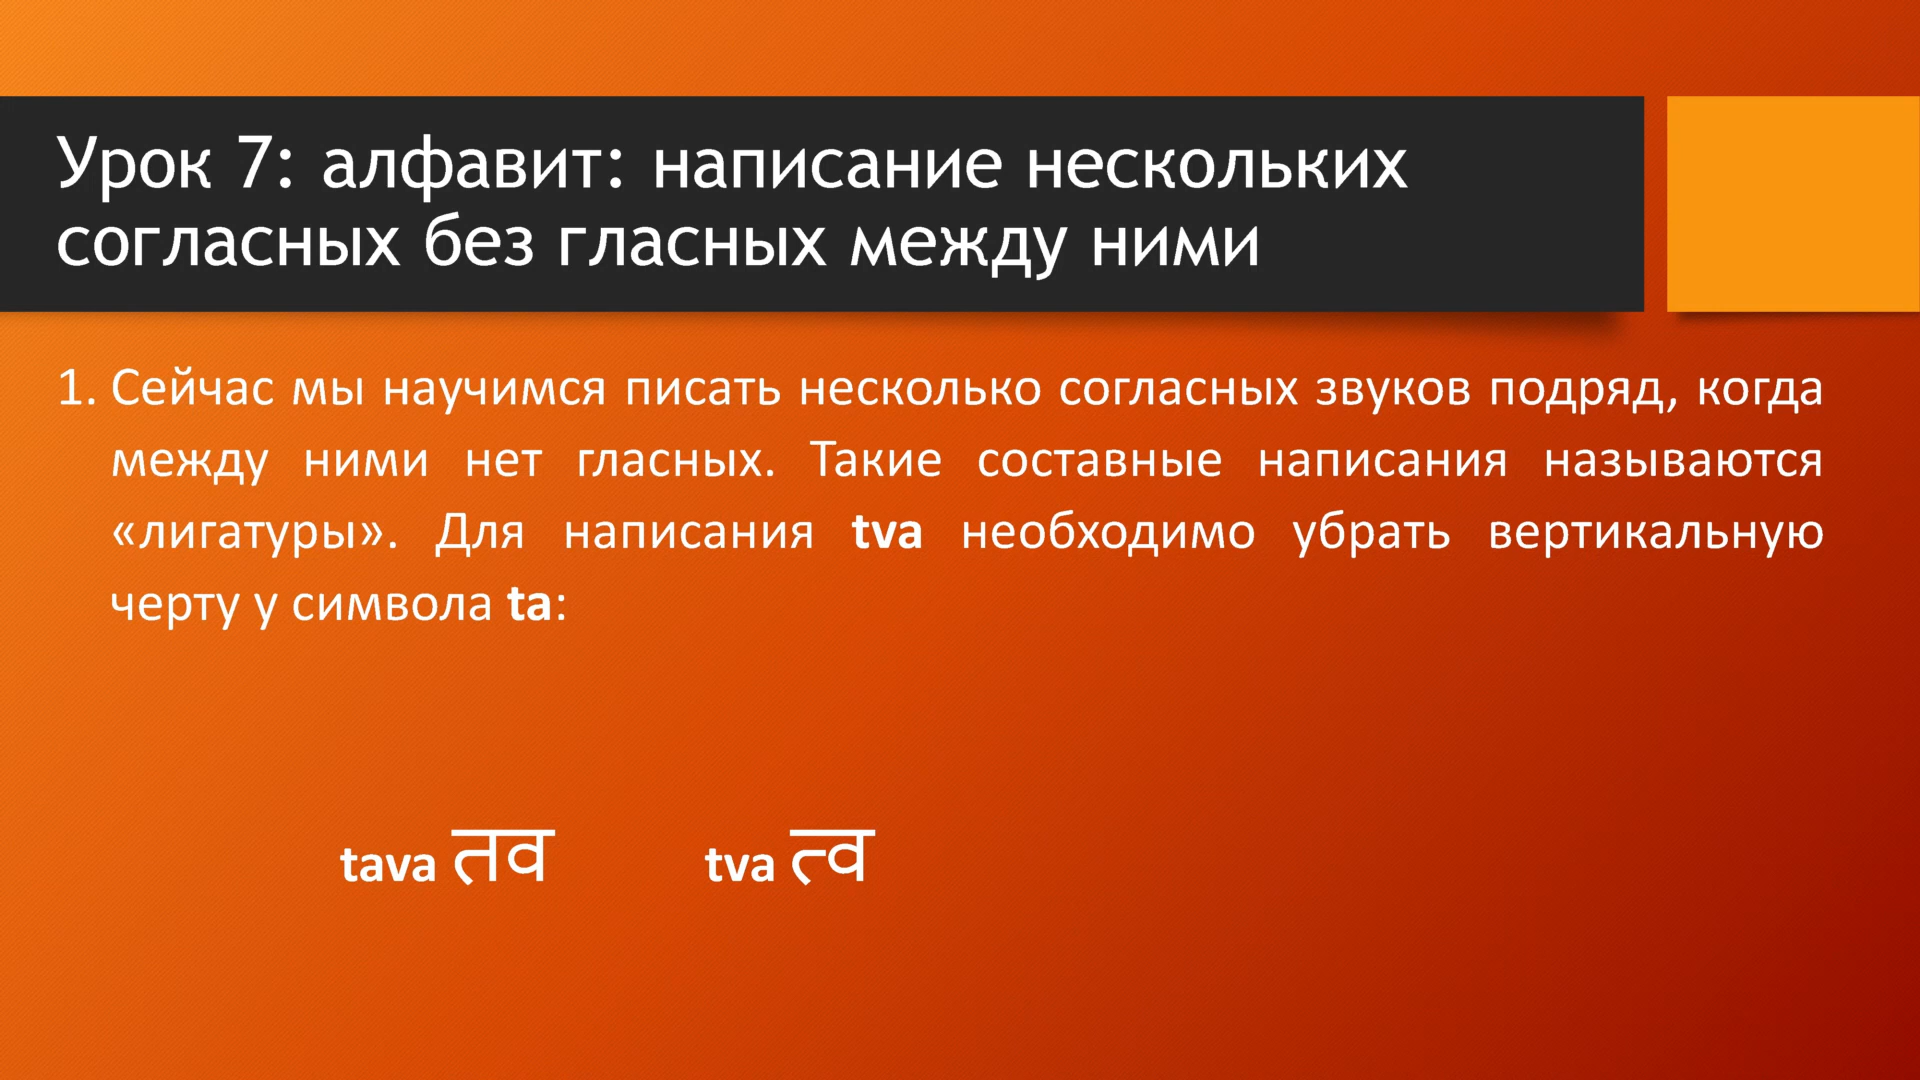 Урок 7: алфавит: написание нескольких
согласных без гласных между ними
1. Сейчас мы научимся писать несколько согласных звуков подряд, когда
между ними нет гласных. Такие составные написания называются
«лигатуры». Для написания tva необходимо убрать вертикальную
черту у символа ta:
tava तव tva त्व